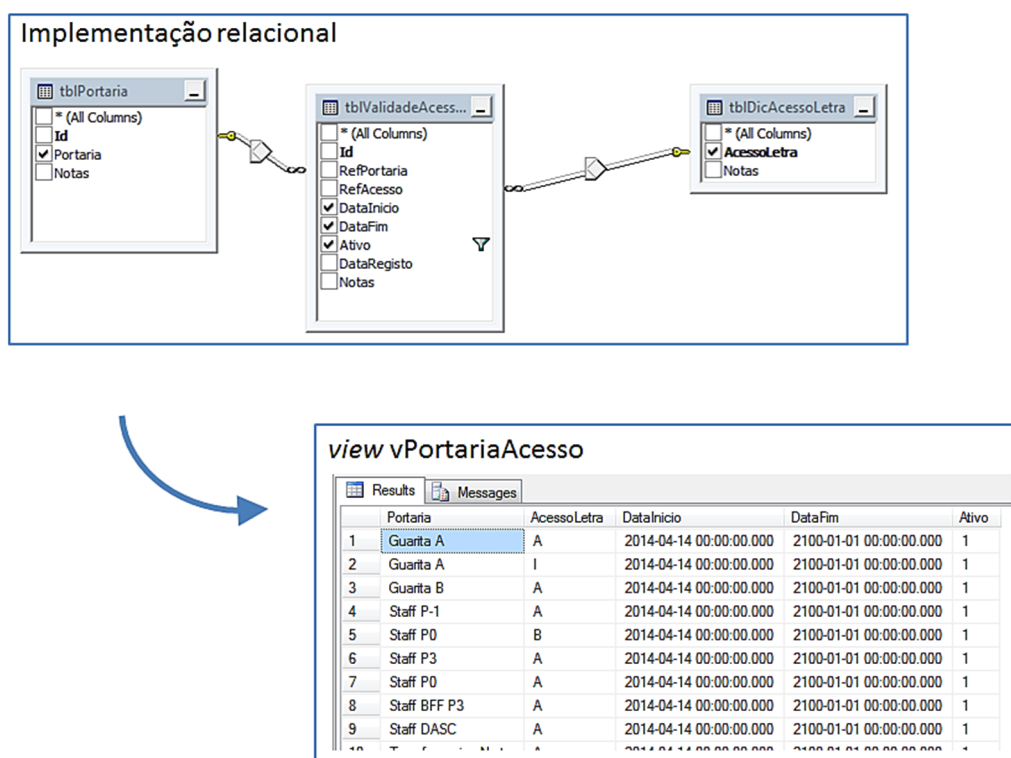 Implementação relacional
tblPortaria
* (All Columns)
Id
Portaria
Notas
tblValidadeAcess...
* (All Columns)
Id
RefPortaria
RefAcesso
DataInicio
DataFim
Ativo
DataRegisto
Notas
tblDicAcessoLetra
* (All Columns)
AcessoLetra
Notas
view vPortariaAcesso
Results Messages
Portaria AcessoLetra DataInicio DataFim Ativo
1 Guarita A A 2014-04-14 00:00:00.000 2100-01-01 00:00:00.000 1
2 Guarita A I 2014-04-14 00:00:00.000 2100-01-01 00:00:00.000 1
3 Guarita B A 2014-04-14 00:00:00.000 2100-01-01 00:00:00.000 1
4 Staff P-1 A 2014-04-14 00:00:00.000 2100-01-01 00:00:00.000 1
5 Staff P0 B 2014-04-14 00:00:00.000 2100-01-01 00:00:00.000 1
6 Staff P3 A 2014-04-14 00:00:00.000 2100-01-01 00:00:00.000 1
7 Staff P0 A 2014-04-14 00:00:00.000 2100-01-01 00:00:00.000 1
8 Staff BFF P3 A 2014-04-14 00:00:00.000 2100-01-01 00:00:00.000 1
9 Staff DASC A 2014-04-14 00:00:00.000 2100-01-01 00:00:00.000 1